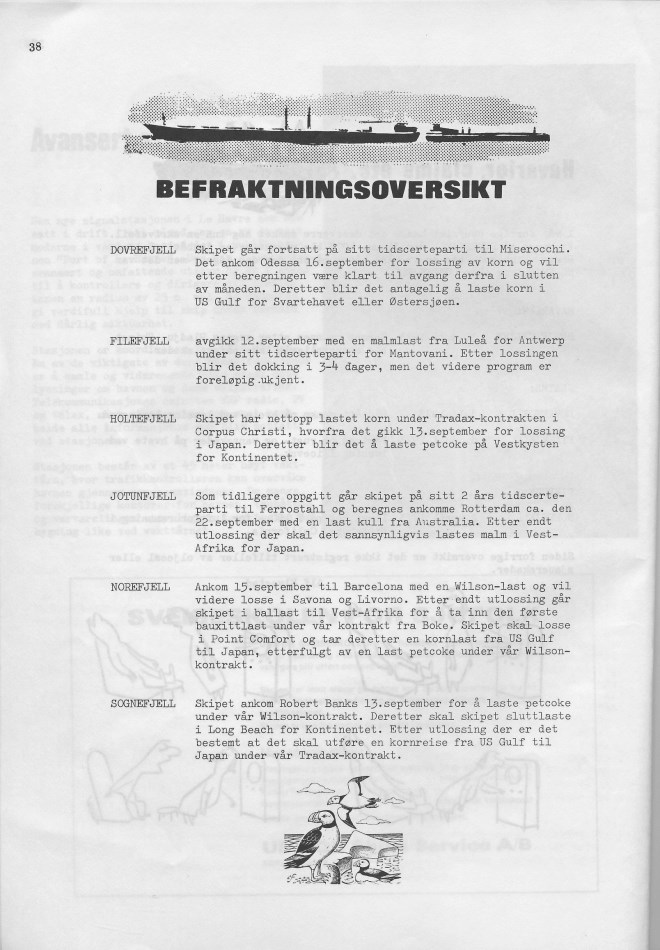 38
BEFRAKTNINGSOVERSIKT
DOVREFJELL Skipet går fortsatt på sitt tidscerteparti til Miserocchi.
Det ankom Odessa 16.september for lossing av korn og vil
etter beregningen være klart til avgang derfra i slutten
av måneden. Deretter blir det antagelig å laste korn i
US Gulf for Svartehavet eller Østersjøen.
FILEFJELL avgikk 12.september med en malmlast fra Luleå for Antwerp
under sitt tidscerteparti for Mantovani. Etter lossingen
blir det dokking i 3-4 dager, men det videre program er
foreløpig ukjent.
HOLTEFJELL Skipet har nettopp lastet korn under Tradax-kontrakten i
Corpus Christi, hvorfra det gikk 13.september for lossing
i Japan. Deretter blir det å laste petcoke på Vestkysten
for Kontinentet.
JOTUNFJELL Som tidligere oppgitt går skipet på sitt 2 års tidscerte-
parti til Ferrostahl og beregnes ankomme Rotterdam ca. den
22.september med en last kull fra Australia. Etter endt
utlossing der skal det sannsynligvis lastes malm i Vest-
Afrika for Japan.
NOREFJELL Ankom 15.september til Barcelona med en Wilson-last og vil
videre losse i Savona og Livorno. Etter endt utlossing går
skipet i ballast til Vest-Afrika for å ta inn den første
bauxittlast under vår kontrakt fra Boke. Skipet skal losse
i Point Comfort og tar deretter en kornlast fra US Gulf
til Japan, etterfulgt av en last petcoke under vår Wilson-
kontrakt.
SOGNEFJELL Skipet ankom Robert Banks 13.september for å laste petcoke
under vår Wilson-kontrakt. Deretter skal skipet sluttlaste
i Long Beach for Kontinentet. Etter utlossing der er det
bestemt at det skal utføre en kornreise fra US Gulf til
Japan under vår Tradax-kontrakt.